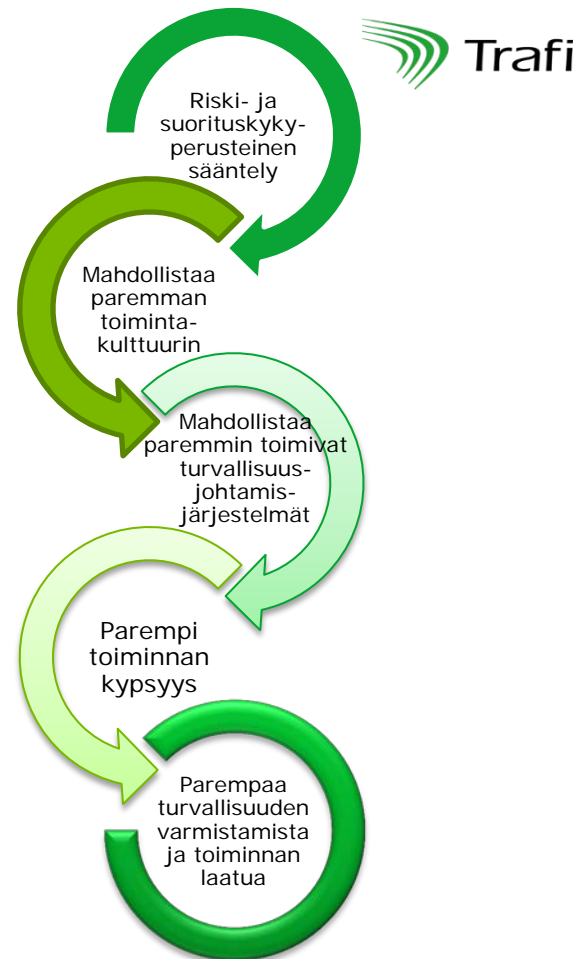 Trafi
Riski- ja
suorituskyky-
perusteinen
sääntely
Mahdollistaa
paremman
toiminta-
kulttuurin
Mahdollistaa
paremmin toimivat
turvallisuus-
johtamis-
järjestelmät
Parempi
toiminnan
kypsyys
Parempaa
turvallisuuden
varmistamista
ja toiminnan
laatua